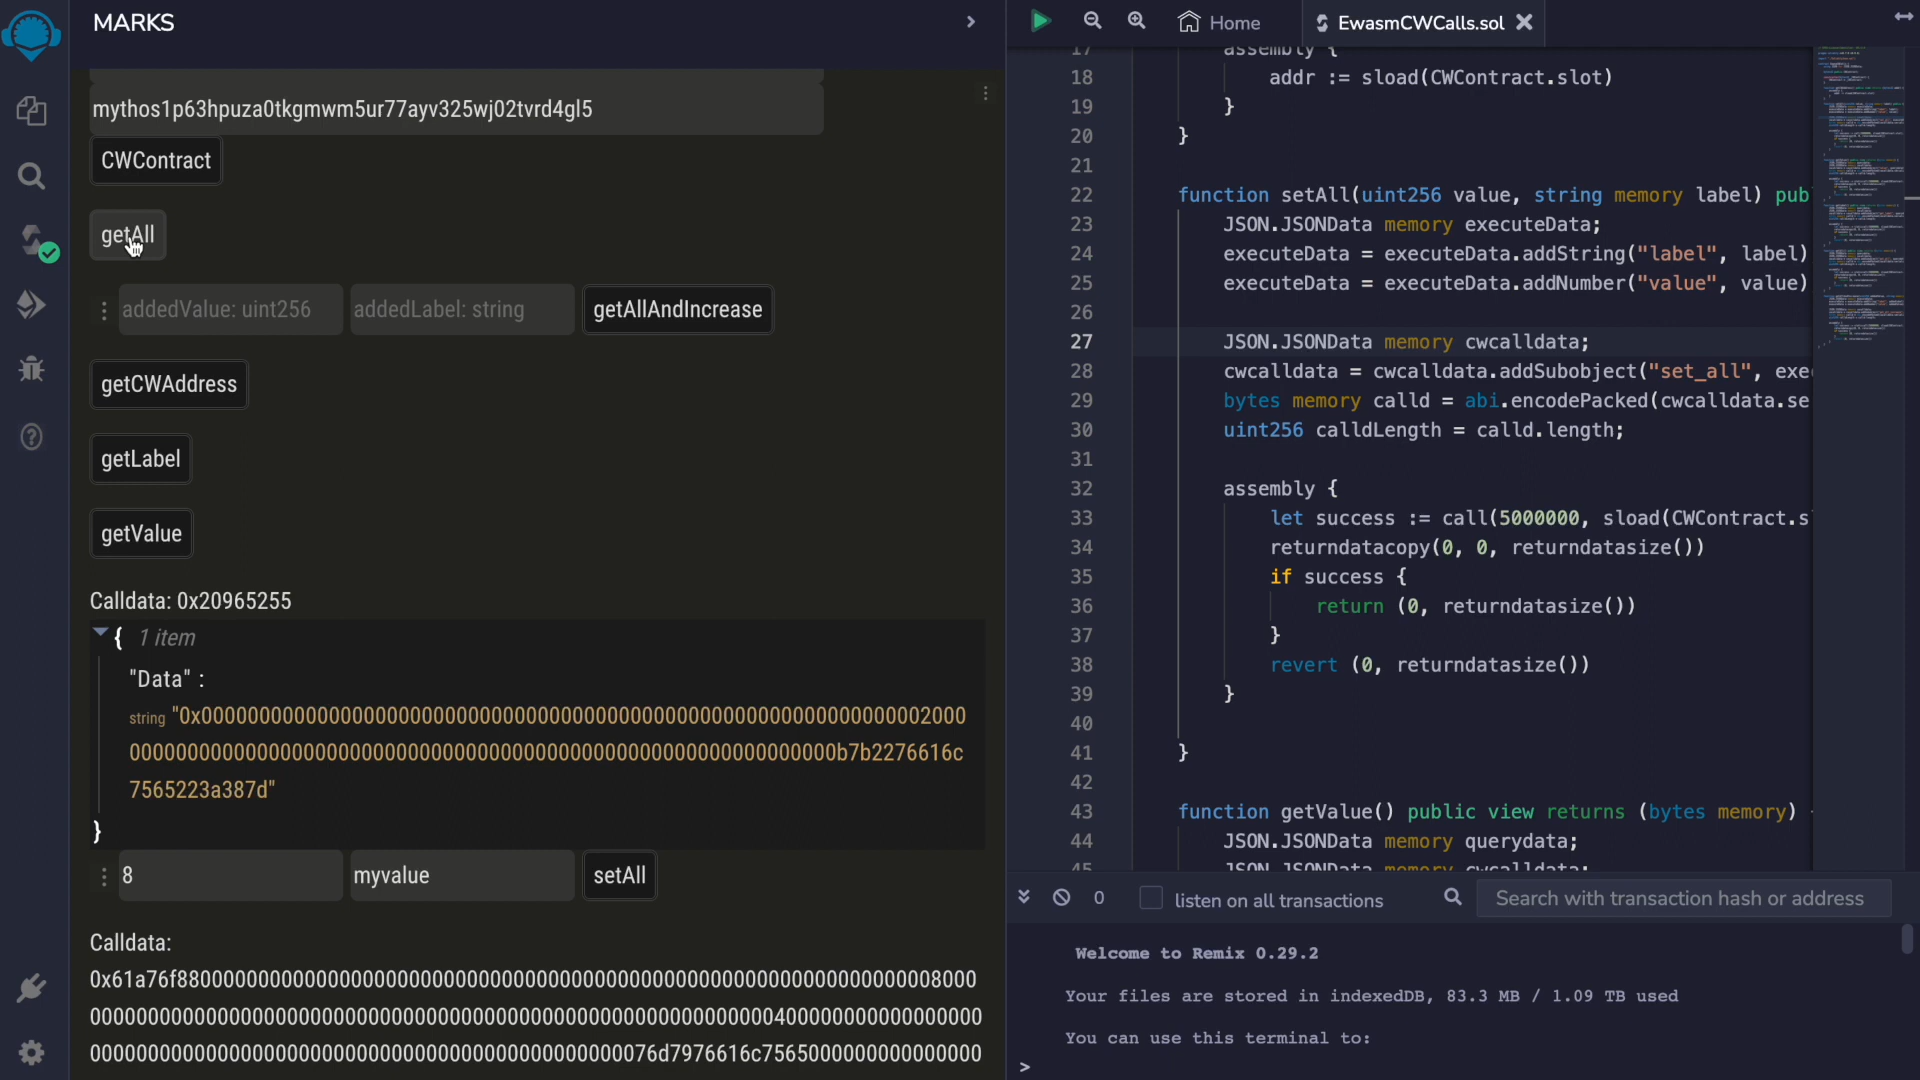 MARKS
mythos1p63hpuza0tkgmwm5ur77ayv325wj02tvrd4gl5
CWContract
getAll
addedValue: uint256
addedLabel: string
getAllAndIncrease
getCWAddress
getLabel
getValue
Calldata: 0x20965255
{ 1 item
"Data" :
8
myvalue
setAll
Calldata:
Home
EwasmCWCalls.sol
17 assembly {
18 addr := sload(CWContract.slot)
19 }
20 }
21
22 function setAll(uint256 value, string memory label) pub
23 JSON.JSONData memory executeData;
24 executeData = executeData.addString("label", label)
25 executeData = executeData.addNumber("value", value)
26
27 JSON.JSONData memory cwcalldata;
28 cwcalldata = cwcalldata.addSubobject("set_all", exe
29 bytes memory calld = abi.encodePacked(cwcalldata.se
30 uint256 calldLength = calld.length;
31
32 assembly {
33 let success := call(5000000, sload(CWContract.s
34 returndatacopy(0, 0, returndatasize())
35 if success {
36 return (0, returndatasize())
37 }
38 revert (0, returndatasize())
39 }
40
41 }
42
43 function getValue() public view returns (bytes memory)
44 JSON.JSONData memory querydata;
45 JSON.JSONData memory cwcalldata;
0
listen on all transactions
Search with transaction hash or address
Welcome to Remix 0.29.2
Your files are stored in indexedDB, 83.3 MB / 1.09 TB used
You can use this terminal to:
>